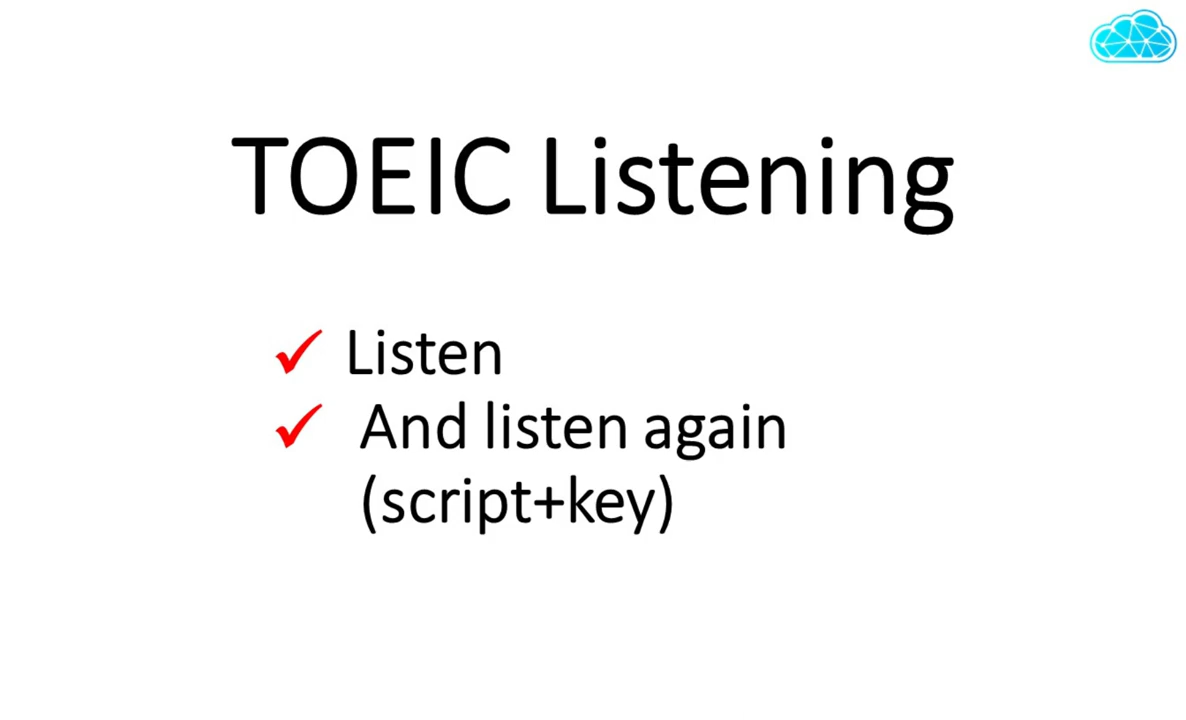 TOEIC Listening
✓ Listen
✓ And listen again
(script+key)